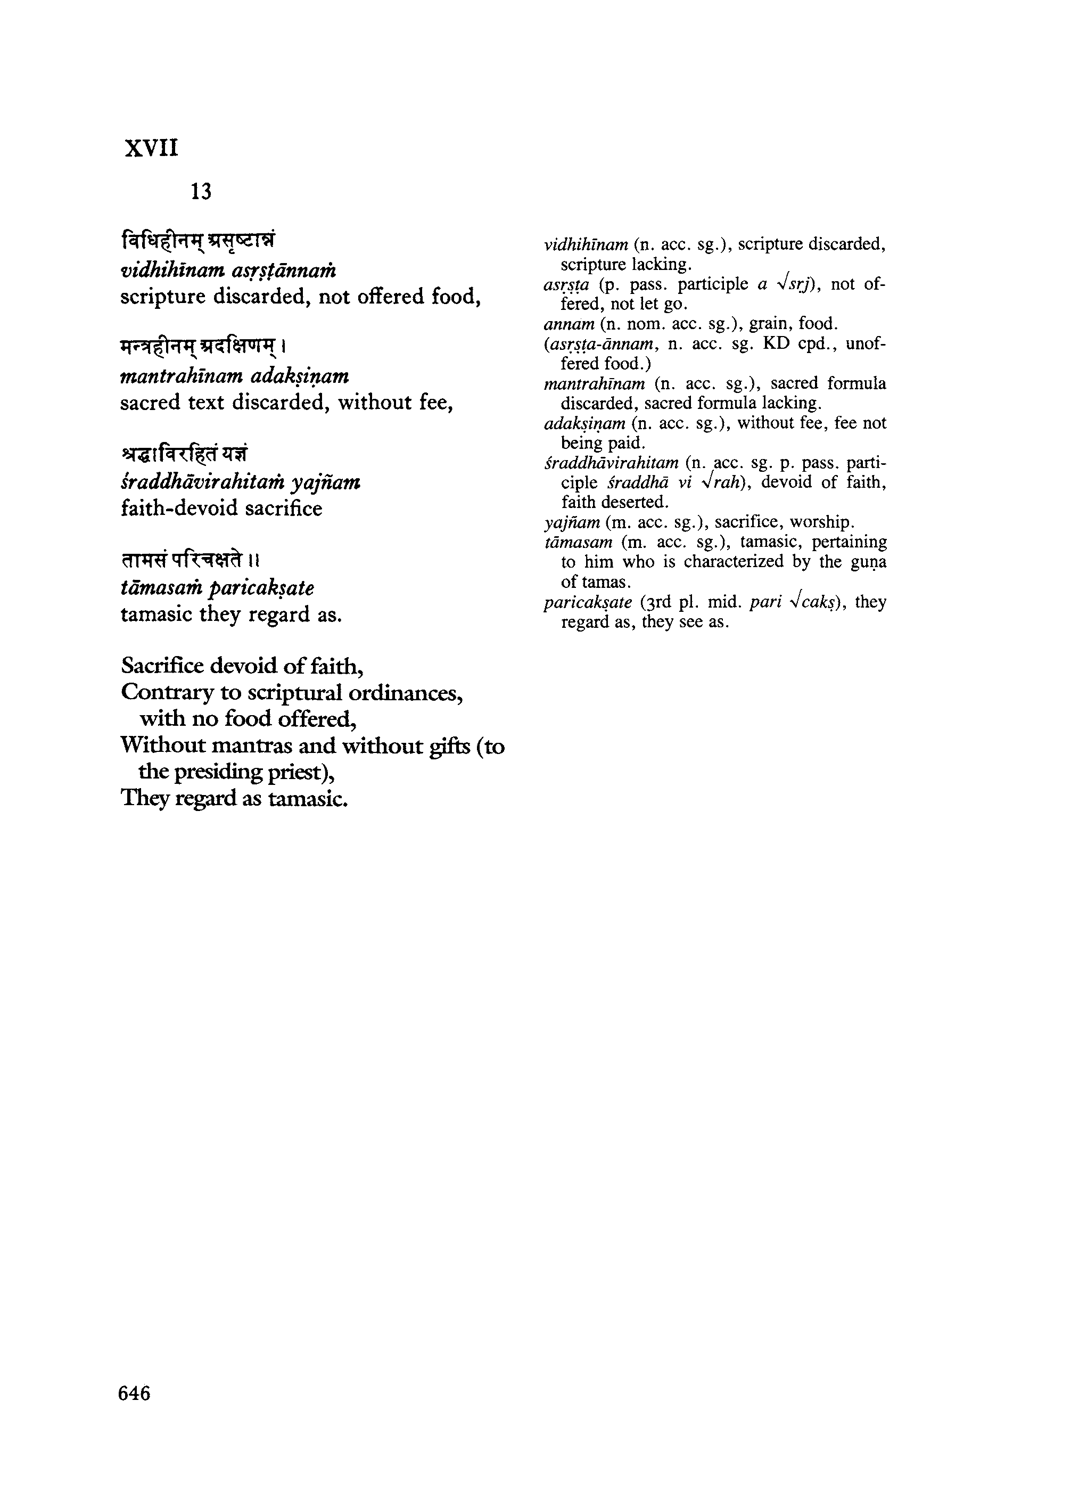 XVII
13
विधिहीनम् असृष्टान्नं
vidhihīnam asṛṣṭānnaṁ
scripture discarded, not offered food,
मन्त्रहीनम् अदक्षिणम् ।
mantrahīnam adakṣiṇam
sacred text discarded, without fee,
श्रद्धाविरहितं यज्ञं
śraddhāvirahitaṁ yajñam
faith-devoid sacrifice
तामसं परिचक्षते ॥
tāmasaṁ paricakṣate
tamasic they regard as.
Sacrifice devoid of faith,
Contrary to scriptural ordinances,
with no food offered,
Without mantras and without gifts (to
the presiding priest),
They regard as tamasic.
vidhihīnam (n. acc. sg.), scripture discarded,
scripture lacking.
asṛṣṭa (p. pass. participle a √sṛj), not of-
fered, not let go.
annam (n. nom. acc. sg.), grain, food.
(asṛṣṭa-ānnam, n. acc. sg. KD cpd., unof-
fered food.)
mantrahīnam (n. acc. sg.), sacred formula
discarded, sacred formula lacking.
adakṣiṇam (n. acc. sg.), without fee, fee not
being paid.
śraddhāvirahitam (n. acc. sg. p. pass. parti-
ciple śraddhā vi √rah), devoid of faith,
faith deserted.
yajñam (m. acc. sg.), sacrifice, worship.
tāmasam (m. acc. sg.), tamasic, pertaining
to him who is characterized by the guṇa
of tamas.
paricakṣate (3rd pl. mid. pari √cakṣ), they
regard as, they see as.
646